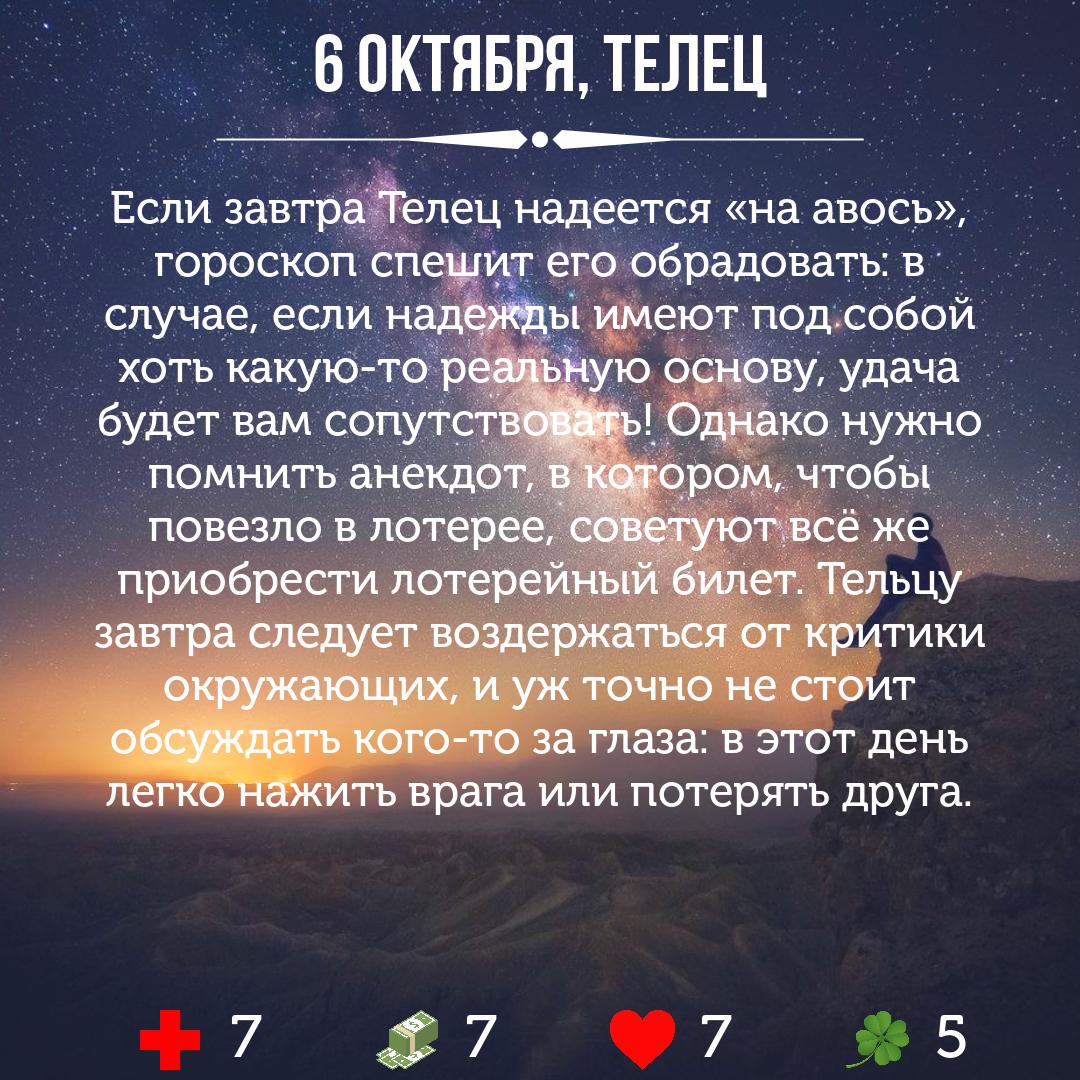 6 ОКТЯБРЯ, ТЕЛЕЦ
Если завтра Телец надеется «на авось»,
гороскоп спешит его обрадовать: в
случае, если надежды имеют под собой
хоть какую-то реальную основу, удача
будет вам сопутствовать! Однако нужно
помнить анекдот, в котором, чтобы
повезло в лотерее, советуют всё же
приобрести лотерейный билет. Тельцу
завтра следует воздержаться от критики
окружающих, и уж точно не стоит
обсуждать кого-то за глаза: в этот день
легко нажить врага или потерять друга.
7 7 7 5